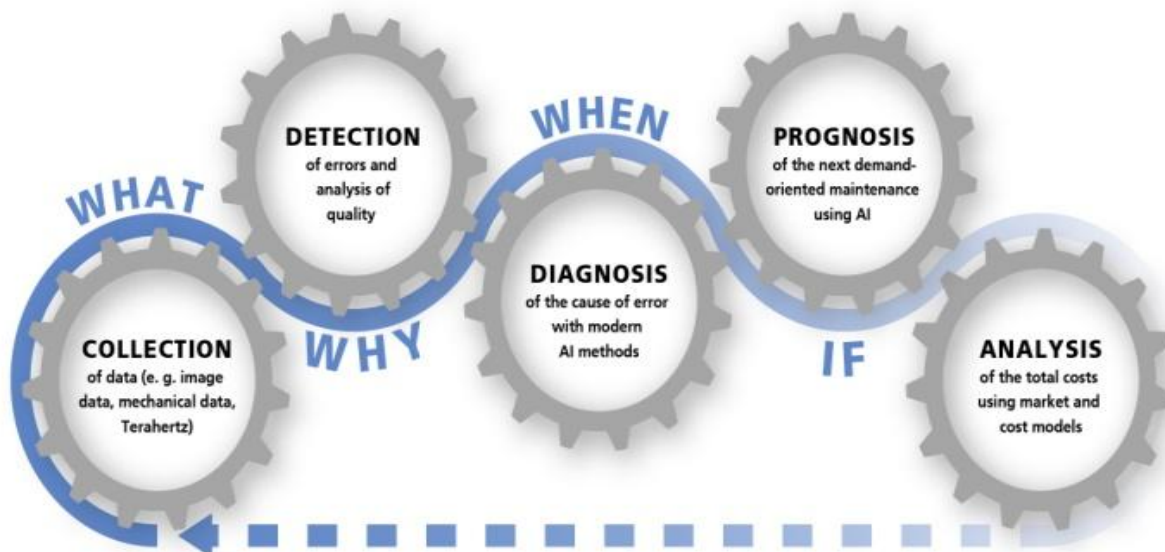 WHAT
COLLECTION
of data (e. g. image
data, mechanical data,
Terahertz)
DETECTION
of errors and
analysis of
quality
WHY
WHEN
DIAGNOSIS
of the cause of error
with modern
AI methods
PROGNOSIS
of the next demand-
oriented maintenance
using AI
IF
ANALYSIS
of the total costs
using market and
cost models